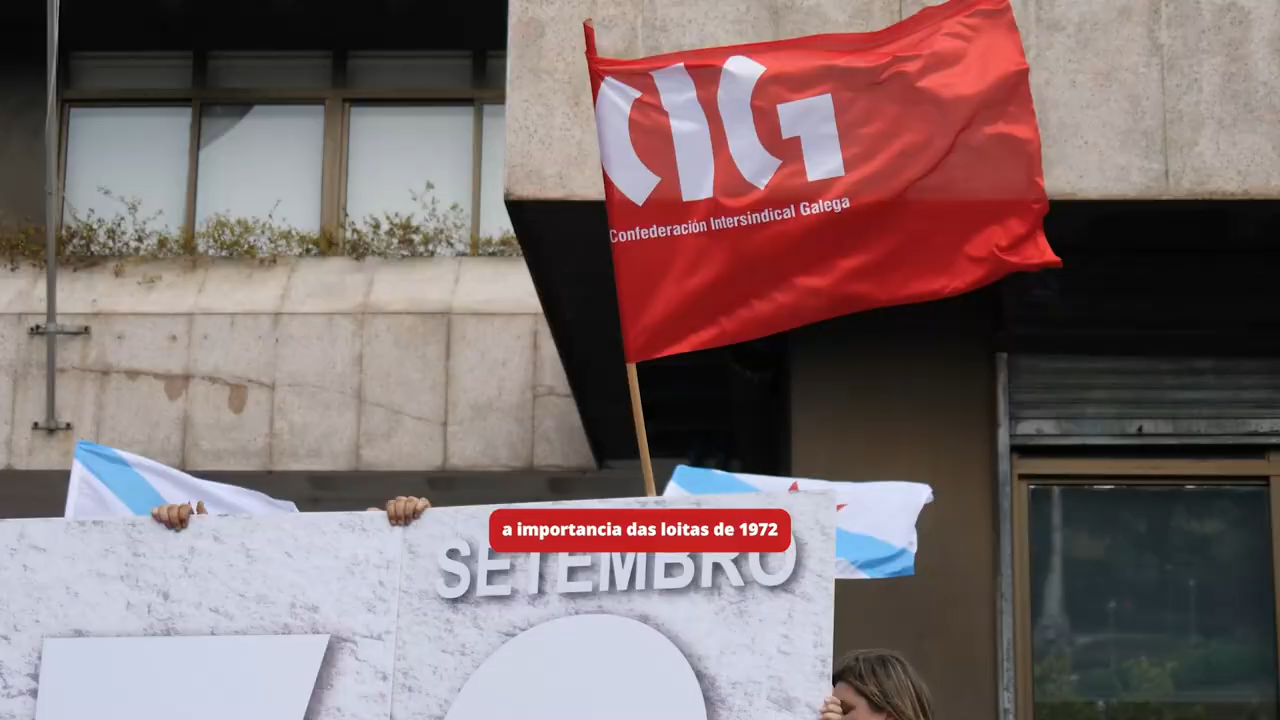 CIG
Confederación Intersindical Galega
a importancia das loitas de 1972
SETEMBRO